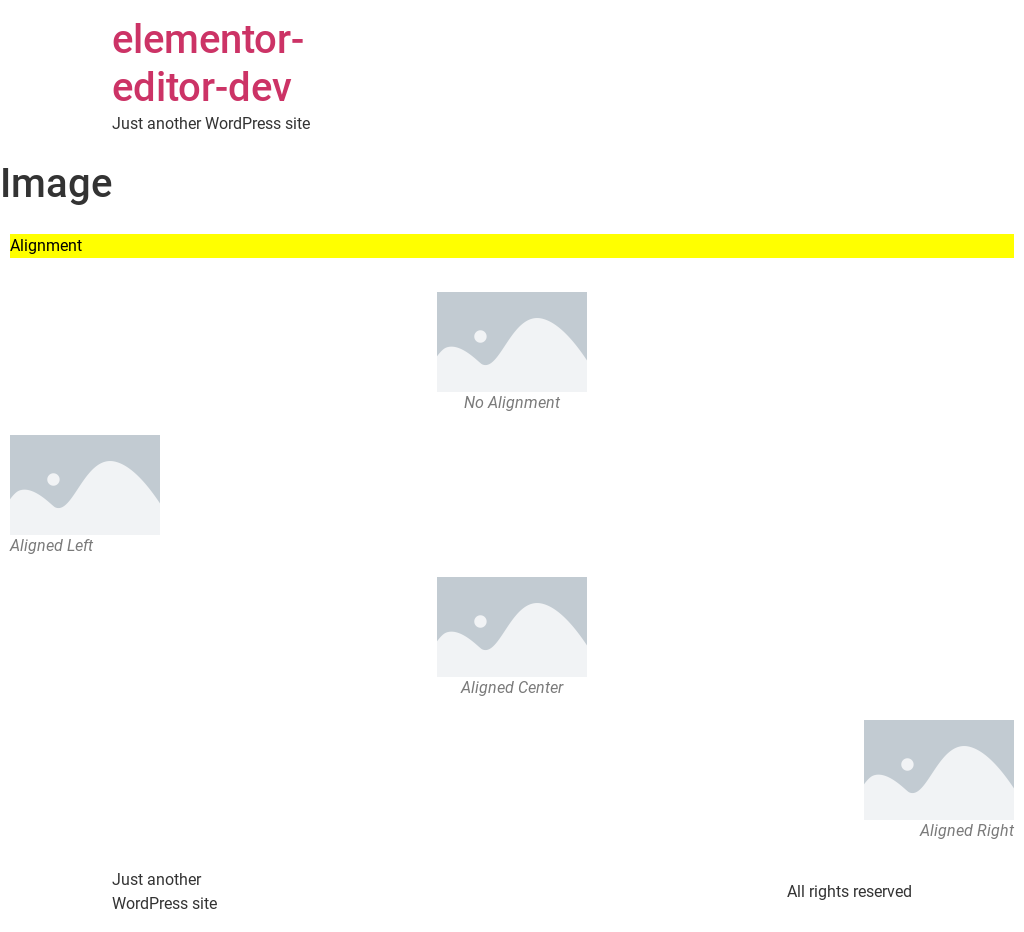 elementor-
editor-dev
Just another WordPress site
Image
Alignment
No Alignment
Aligned Left
Aligned Center
Aligned Right
Just another
WordPress site
All rights reserved